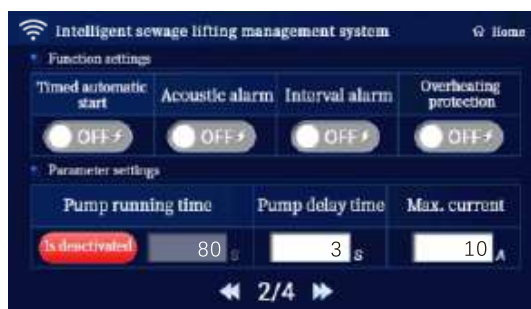 Intelligent sewage lifting management system Home
Function settings
Timed automatic start Acoustic alarm Interval alarm Overheating protection
OFF OFF OFF OFF
Parameter settings
Pump running time Pump delay time Max. current
Is deactivated 80 S 3 S 10 A
2/4